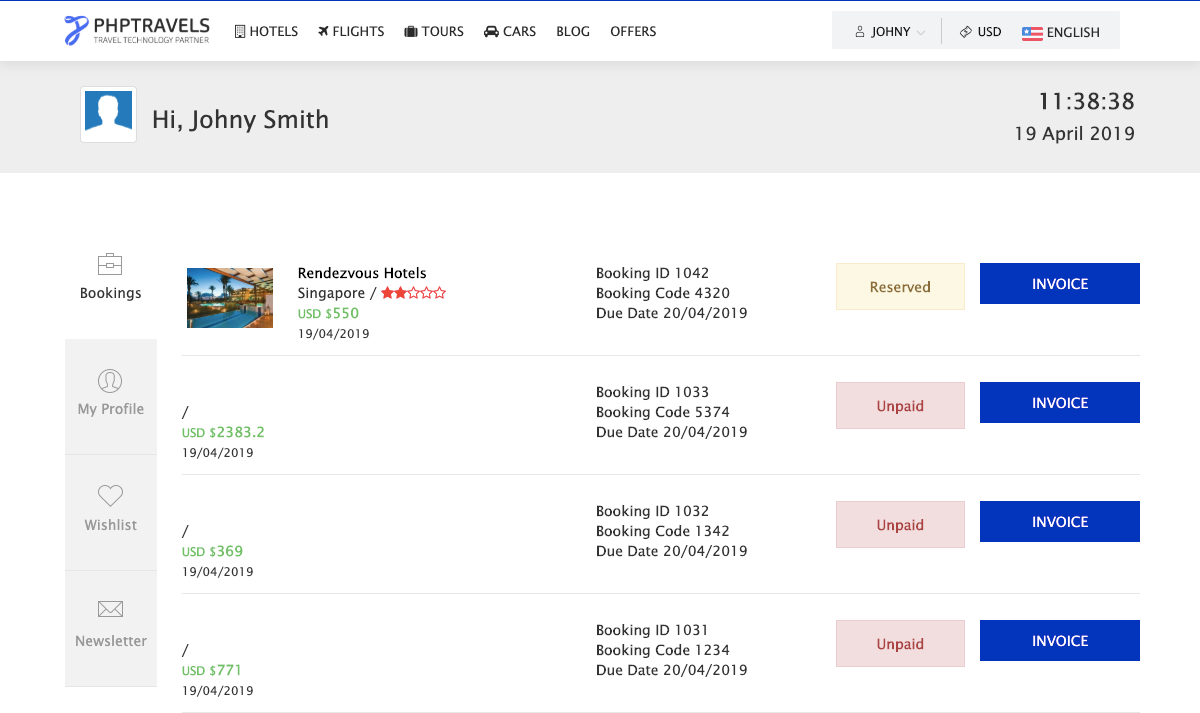 PHPTRAVELS
TRAVEL TECHNOLOGY PARTNER
HOTELS FLIGHTS TOURS CARS BLOG OFFERS
JOHNY USD ENGLISH
Hi, Johny Smith
11:38:38
19 April 2019
Bookings
My Profile
Wishlist
Newsletter
Rendezvous Hotels
Singapore /
USD $550
19/04/2019
Booking ID 1042
Booking Code 4320
Due Date 20/04/2019
Reserved
INVOICE
/
USD $2383.2
19/04/2019
Booking ID 1033
Booking Code 5374
Due Date 20/04/2019
Unpaid
INVOICE
/
USD $369
19/04/2019
Booking ID 1032
Booking Code 1342
Due Date 20/04/2019
Unpaid
INVOICE
/
USD $771
19/04/2019
Booking ID 1031
Booking Code 1234
Due Date 20/04/2019
Unpaid
INVOICE